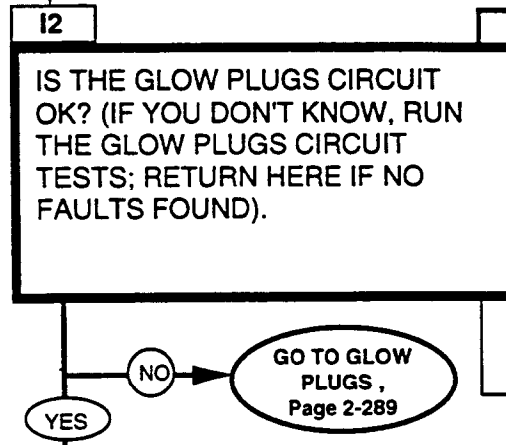 I2
IS THE GLOW PLUGS CIRCUIT
OK? (IF YOU DON'T KNOW, RUN
THE GLOW PLUGS CIRCUIT
TESTS; RETURN HERE IF NO
FAULTS FOUND).
NO
GO TO GLOW
PLUGS ,
Page 2-289
YES